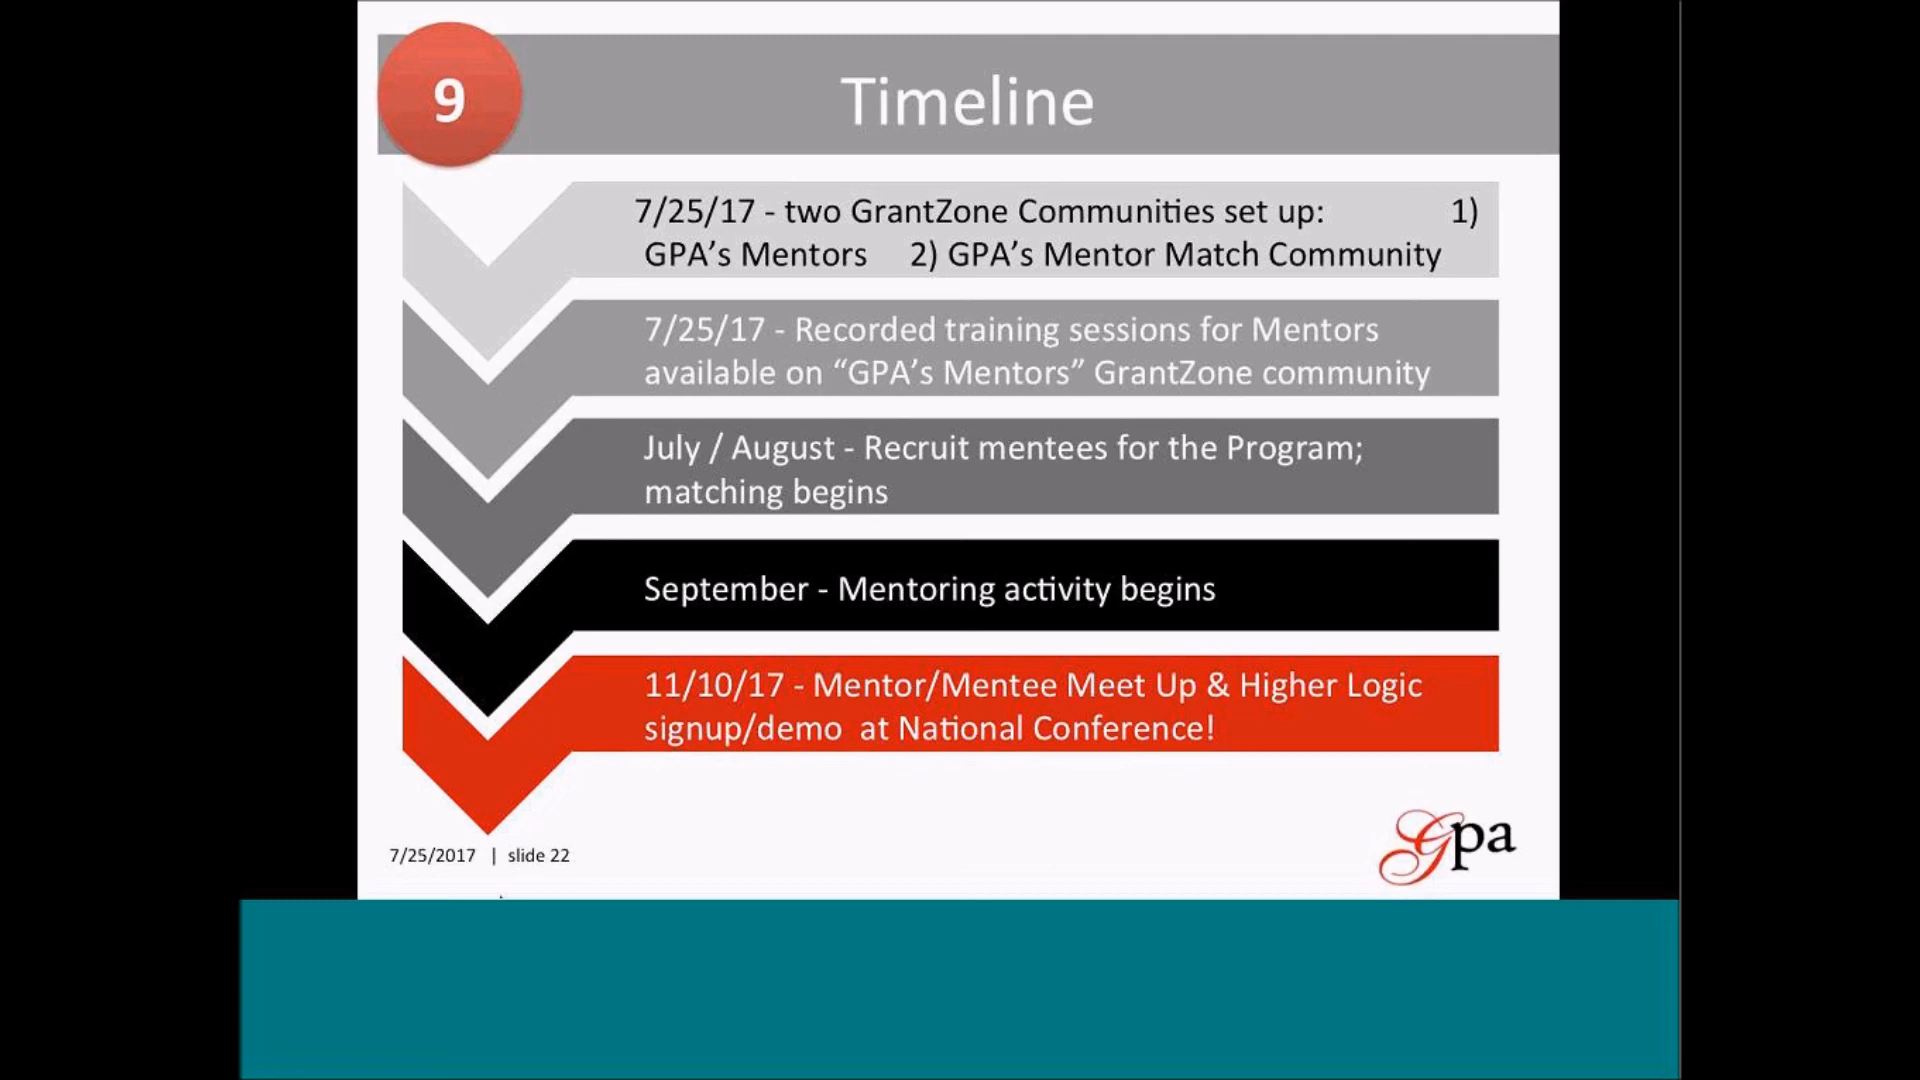 9
Timeline
7/25/17 - two GrantZone Communities set up: 1)
GPA’s Mentors 2) GPA’s Mentor Match Community
7/25/17 - Recorded training sessions for Mentors
available on “GPA’s Mentors” GrantZone community
July / August - Recruit mentees for the Program;
matching begins
September - Mentoring activity begins
11/10/17 - Mentor/Mentee Meet Up & Higher Logic
signup/demo at National Conference!
7/25/2017 | slide 22
Gpa